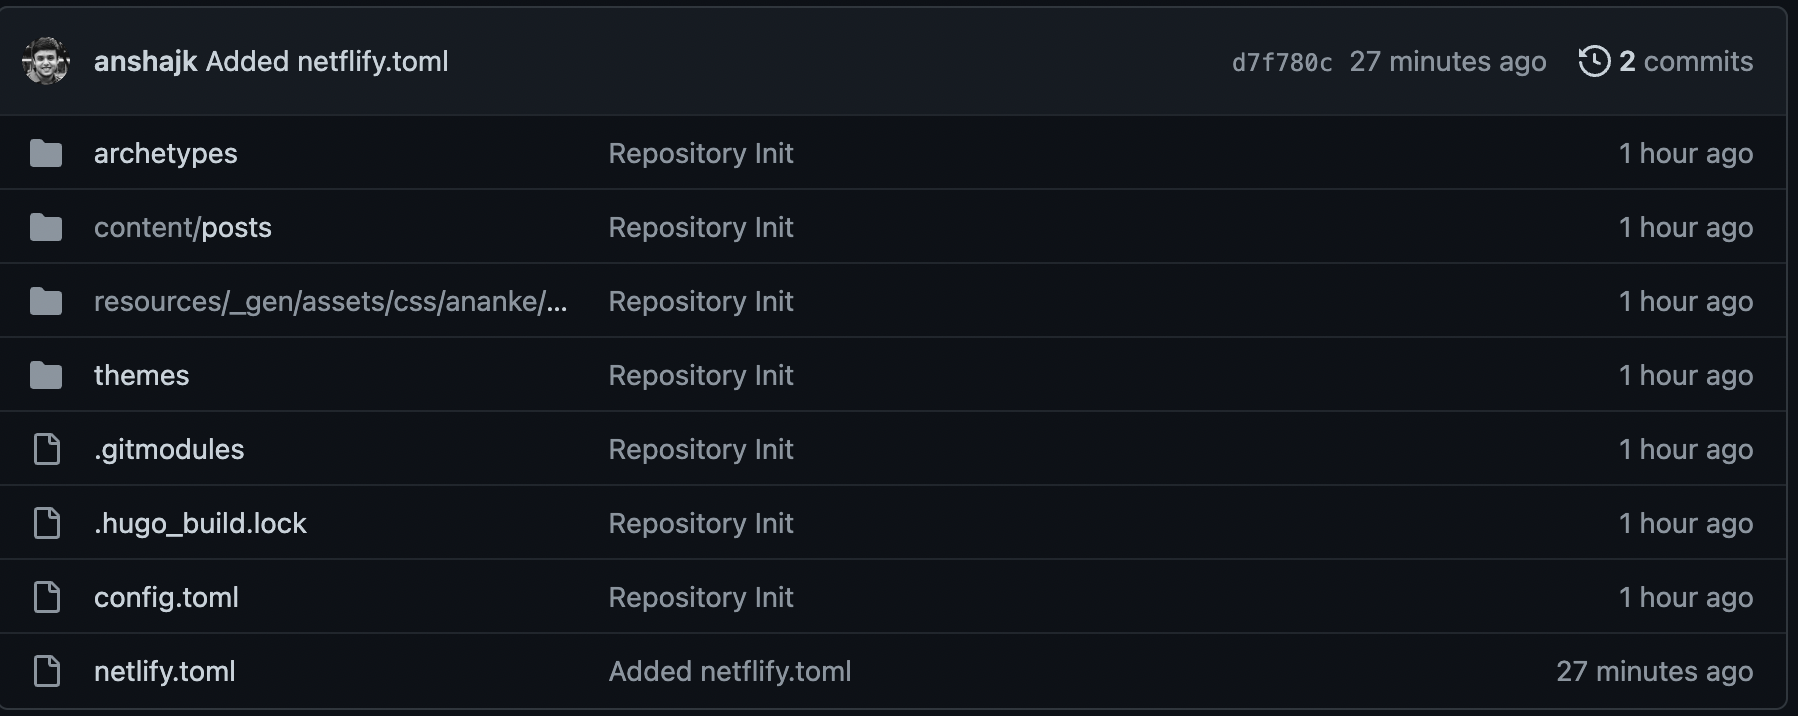 anshajk Added netflify.toml d7f780c 27 minutes ago 2 commits
archetypes Repository Init 1 hour ago
content/posts Repository Init 1 hour ago
resources/_gen/assets/css/ananke/... Repository Init 1 hour ago
themes Repository Init 1 hour ago
.gitmodules Repository Init 1 hour ago
.hugo_build.lock Repository Init 1 hour ago
config.toml Repository Init 1 hour ago
netlify.toml Added netflify.toml 27 minutes ago